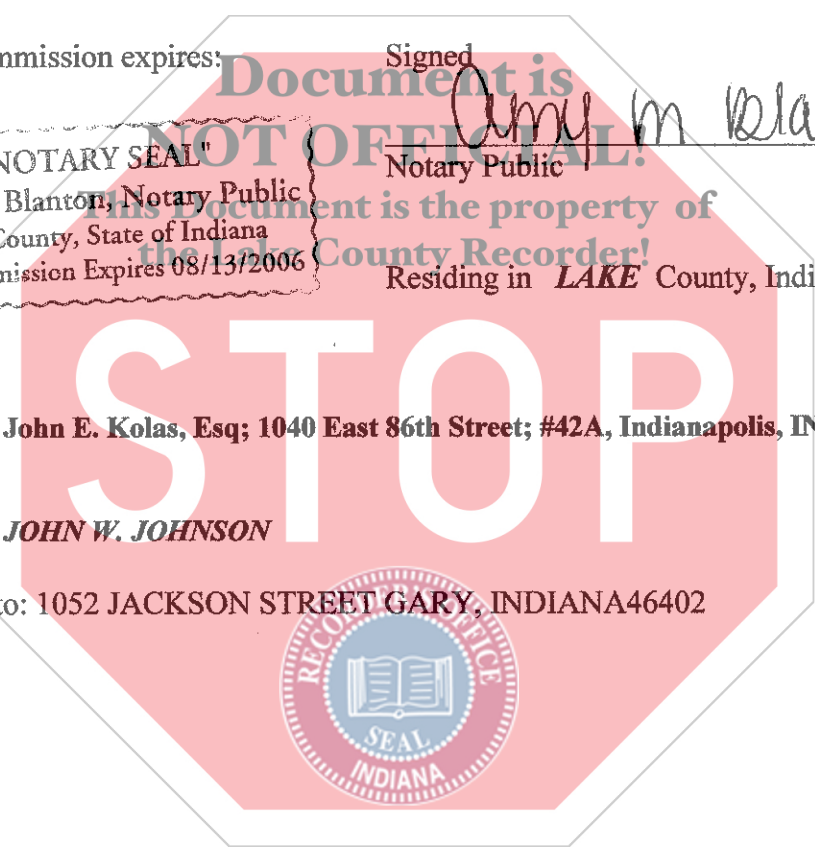 mmission expires:
Signed
Document is
NOT OFFICIAL!
This Document is the property of
the Lake County Recorder!
Amy M Bla
Notary Public
NOTARY SEAL"
Blanton, Notary Public
County, State of Indiana
mission Expires 08/13/2006
Residing in LAKE County, Indi
STOP
John E. Kolas, Esq; 1040 East 86th Street; #42A, Indianapolis, IN
JOHN W. JOHNSON
to: 1052 JACKSON STREET GARY, INDIANA46402
RECORDER'S OFFICE
SEAL
INDIANA